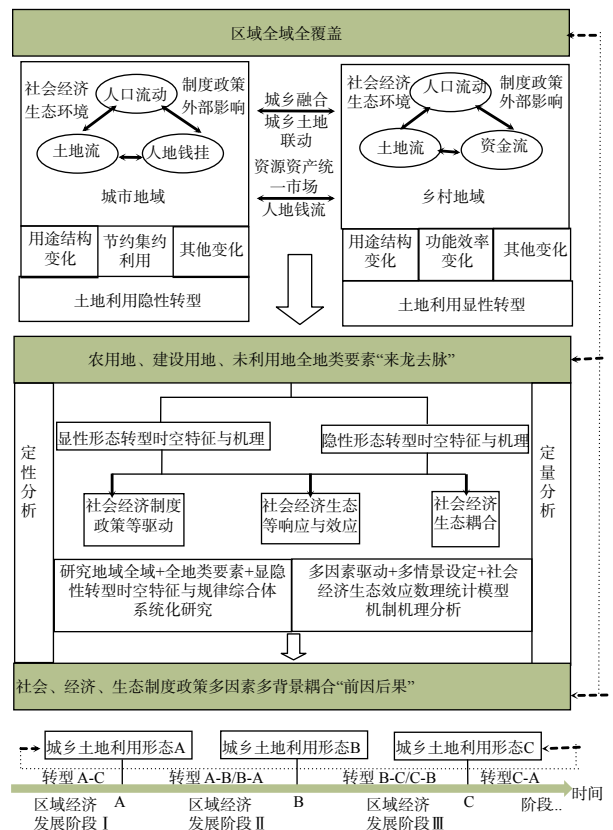 区域全域全覆盖
社会经济
生态环境
人口流动
制度政策
外部影响
土地流
人地钱挂
城市地域
城乡融合
城乡土地
联动
资源资产统
一市场
人地钱流
社会经济
生态环境
人口流动
制度政策
外部影响
土地流
资金流
乡村地域
用途结构
变化
节约集约
利用
其他变化
土地利用隐性转型
用途结构
变化
功能效率
变化
其他变化
土地利用显性转型
农用地、建设用地、未利用地全地类要素“来龙去脉”
定性分析
定量分析
显性形态转型时空特征与机理
隐性形态转型时空特征与机理
社会经济制度
政策等驱动
社会经济生态
等响应与效应
社会经济
生态耦合
研究地域全域+全地类要素+显隐
性转型时空特征与规律综合体
系统化研究
多因素驱动+多情景设定+社会
经济生态效应数理统计模型
机制机理分析
社会、经济、生态制度政策多因素多背景耦合“前因后果”
城乡土地利用形态A
城乡土地利用形态B
城乡土地利用形态C
转型 A-C
转型 A-B/B-A
转型 B-C/C-B
转型C-A
时间
区域经济
发展阶段 I
A
区域经济
发展阶段 II
B
区域经济
发展阶段 III
C
阶段...